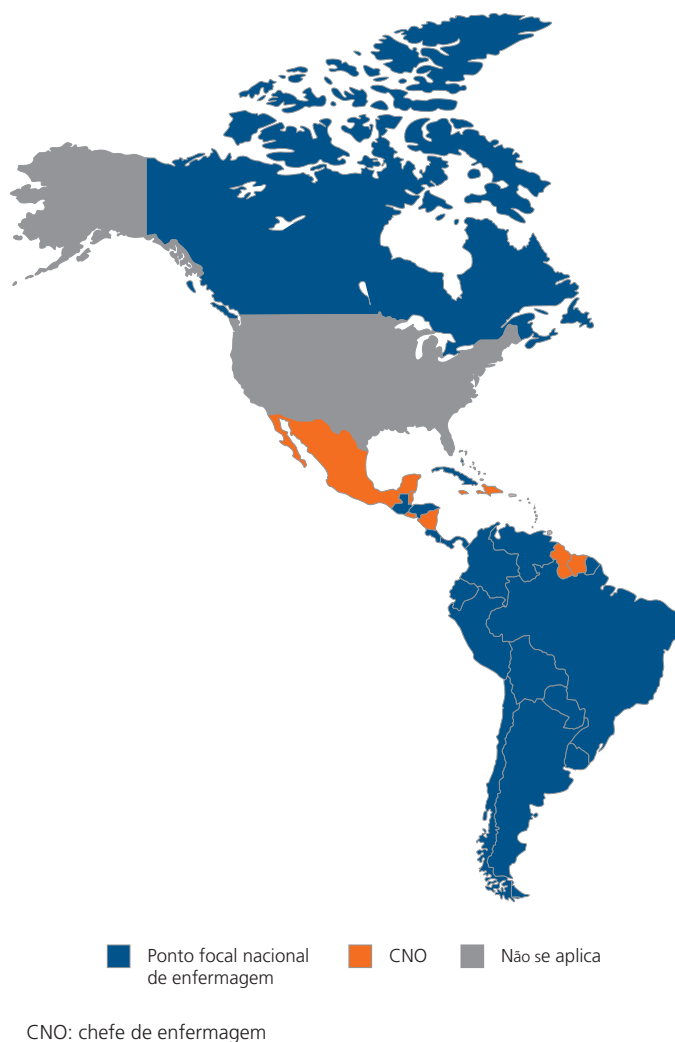 Ponto focal nacional
de enfermagem
CNO
Não se aplica
CNO: chefe de enfermagem